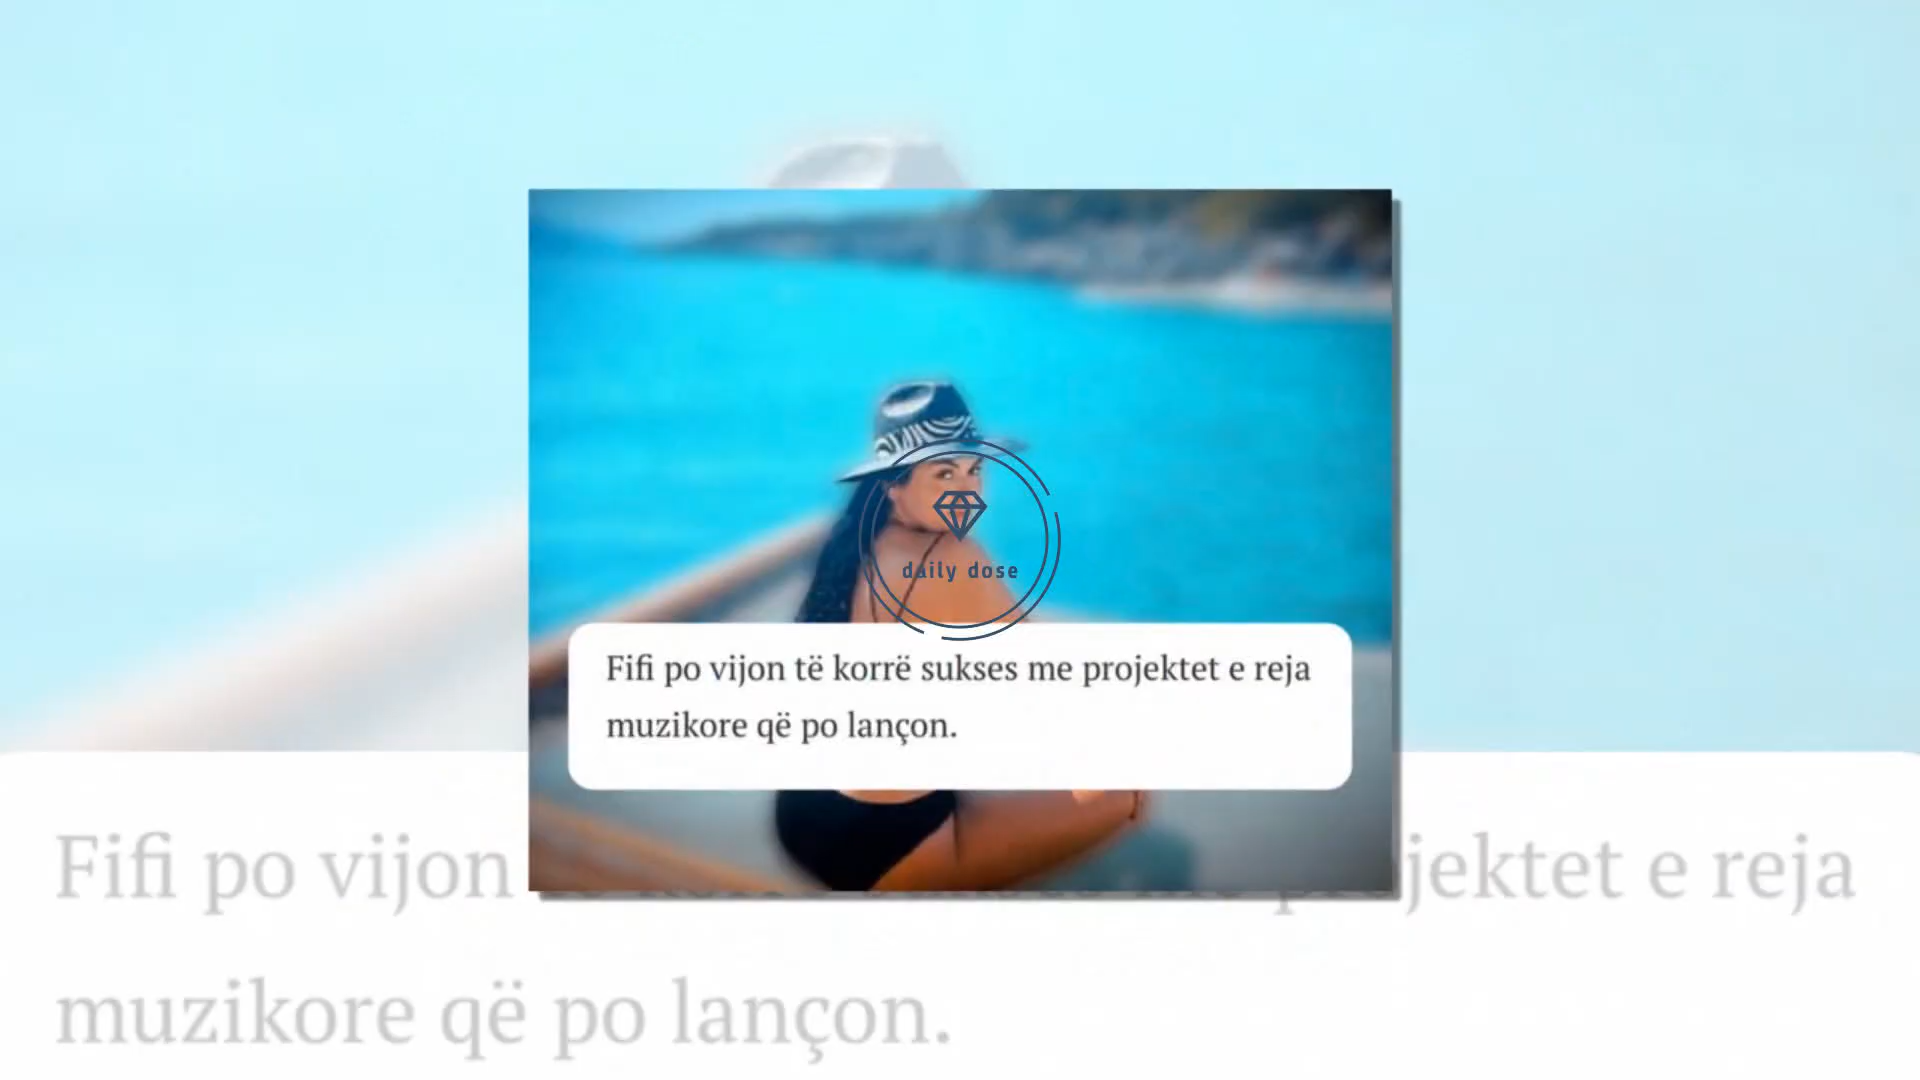 daily dose
Fifi po vijon të korrë sukses me projektet e reja
muzikore që po lançon.
Fifi po vijon
jektet e reja
muzikore që po lançon.